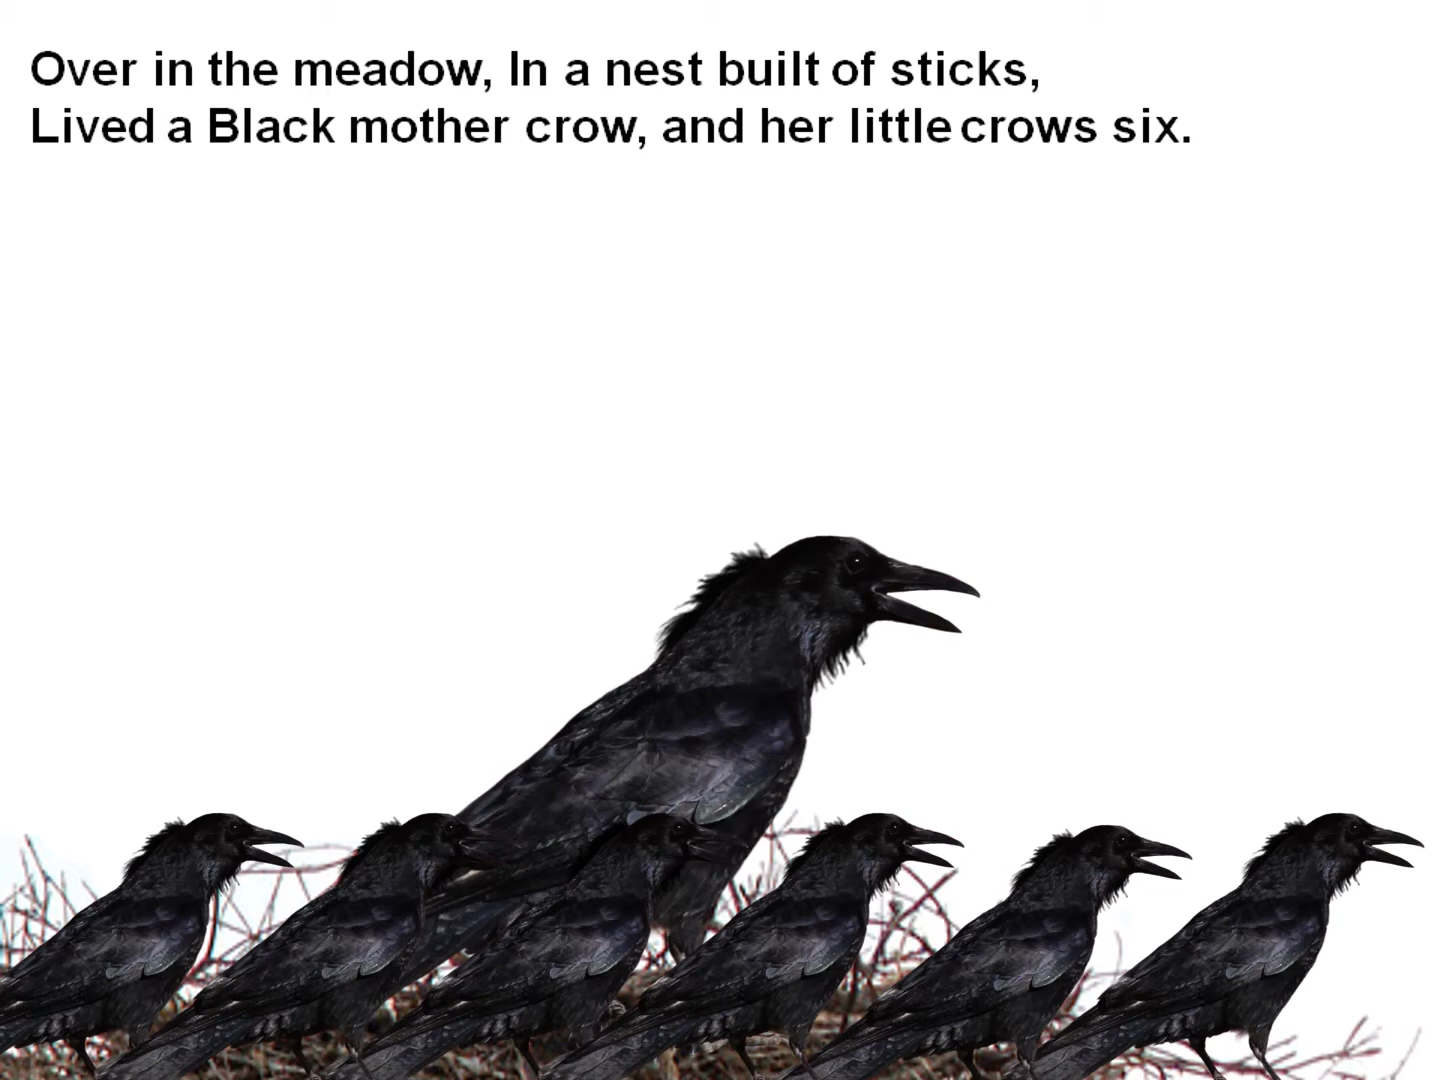 Over in the meadow, In a nest built of sticks,
Lived a Black mother crow, and her little crows six.